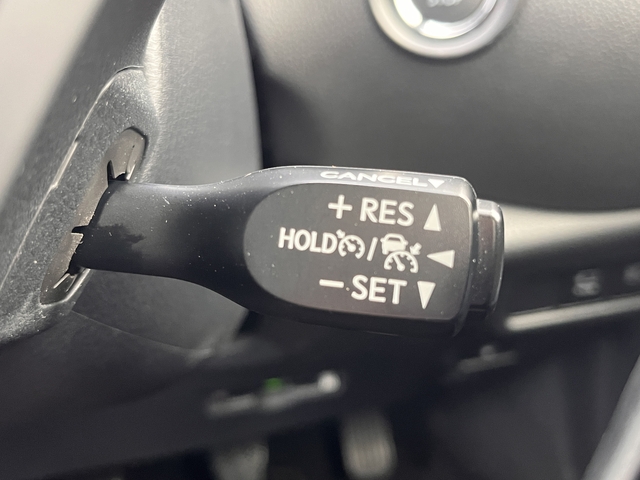 CANCEL▼
+ RES ▲
HOLD / ◀
− SET ▼